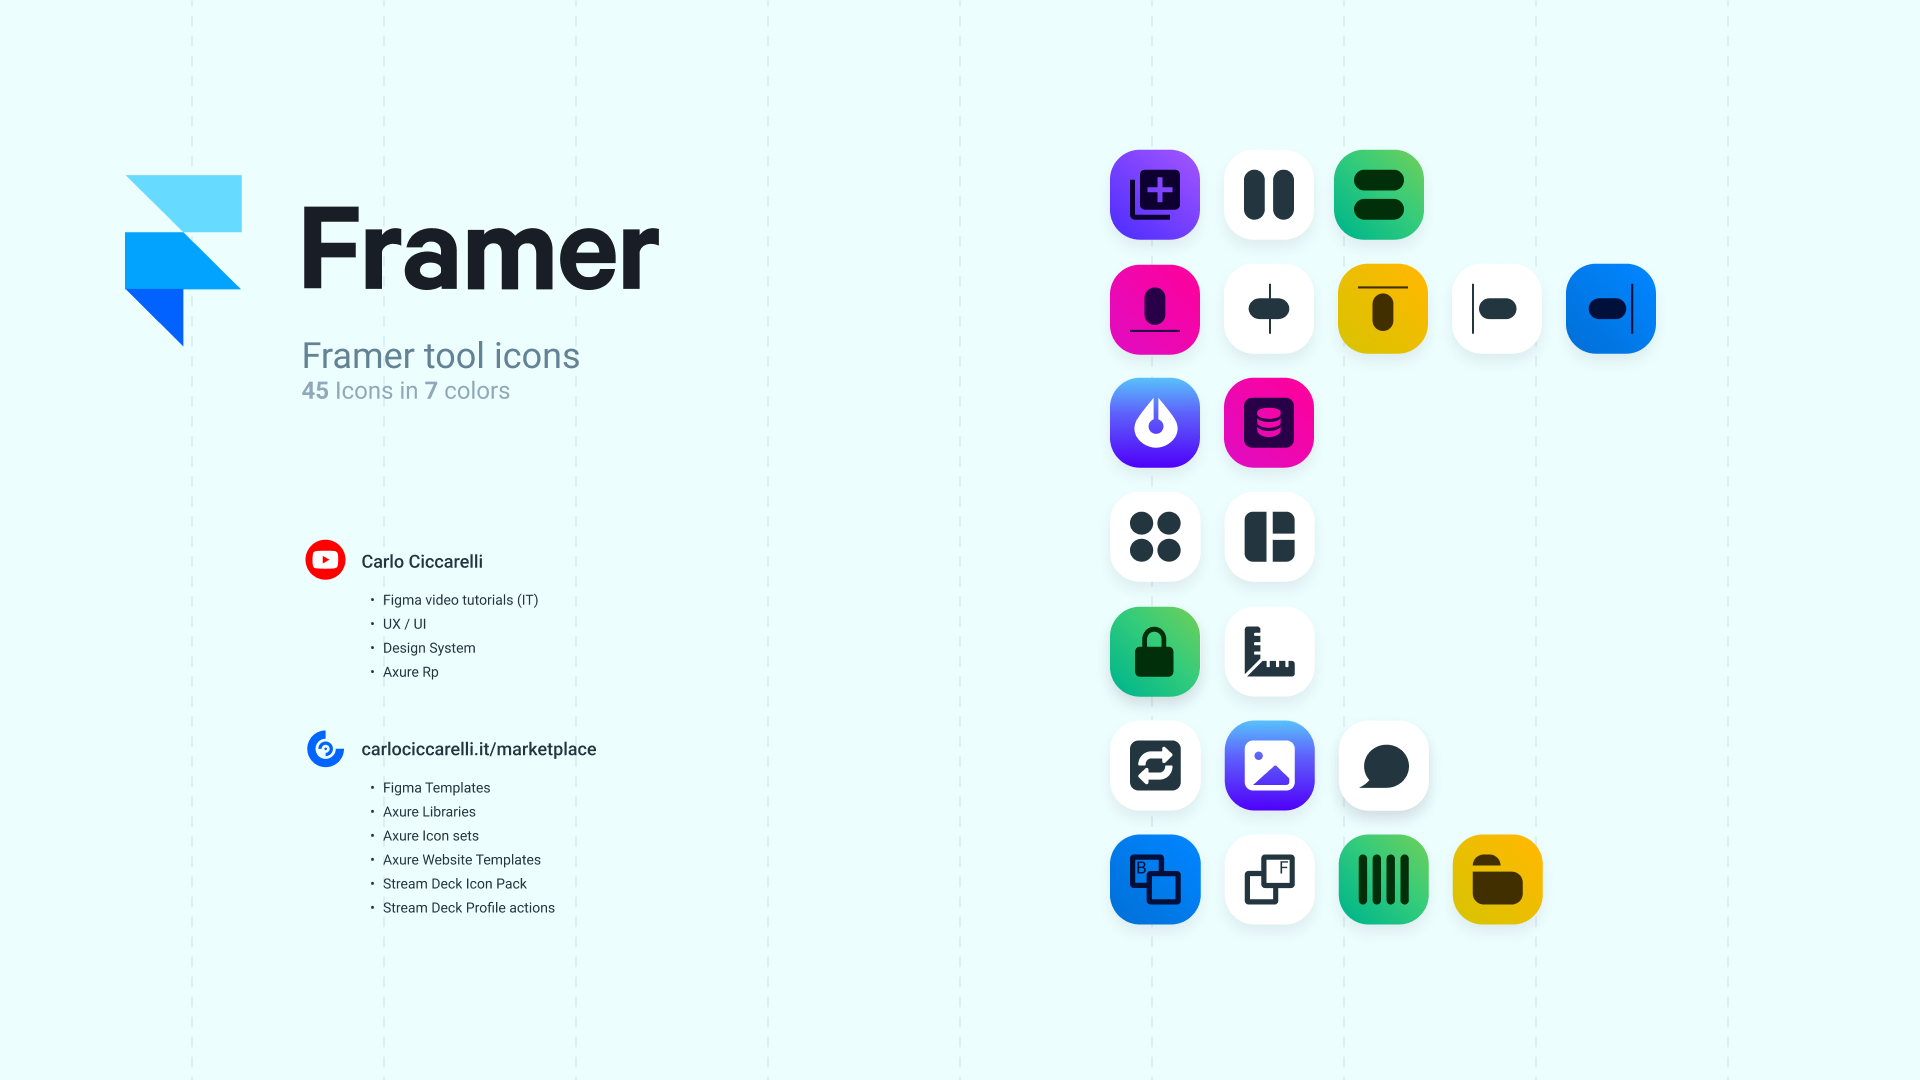 Framer
Framer tool icons
45 Icons in 7 colors
Carlo Ciccarelli
• Figma video tutorials (IT)
• UX / UI
• Design System
• Axure Rp
carlociccarelli.it/marketplace
• Figma Templates
• Axure Libraries
• Axure Icon sets
• Axure Website Templates
• Stream Deck Icon Pack
• Stream Deck Profile actions
B
F